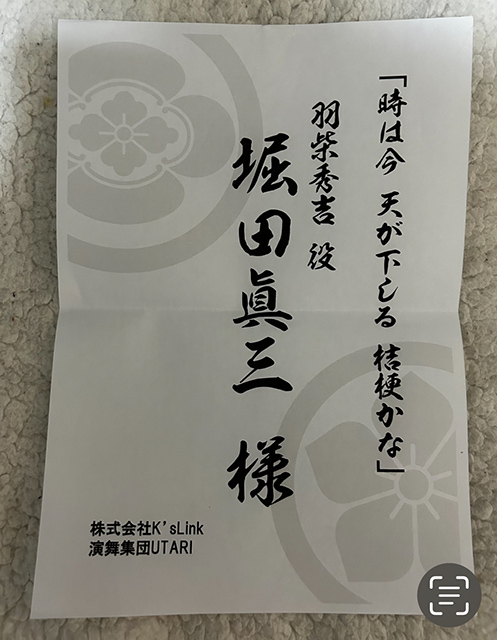 「時は今 天が下しる 桔梗かな」
羽柴秀吉 役
堀田眞三 様
株式会社K'sLink
演舞集団UTARI